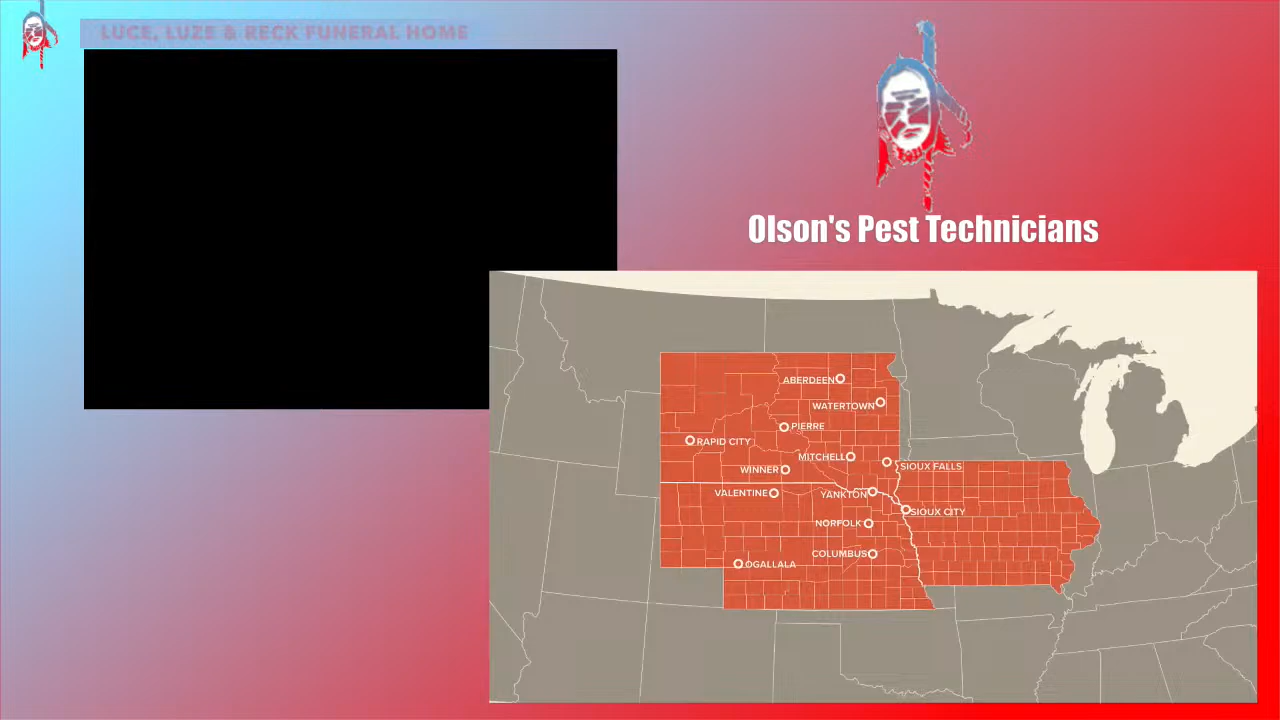 LUCE, LUZE & RECK FUNERAL HOME
Olson's Pest Technicians
ABERDEEN
WATERTOWN
PIERRE
RAPID CITY
MITCHELL
SIOUX FALLS
WINNER
VALENTINE
YANKTON
SIOUX CITY
NORFOLK
COLUMBUS
OGALLALA